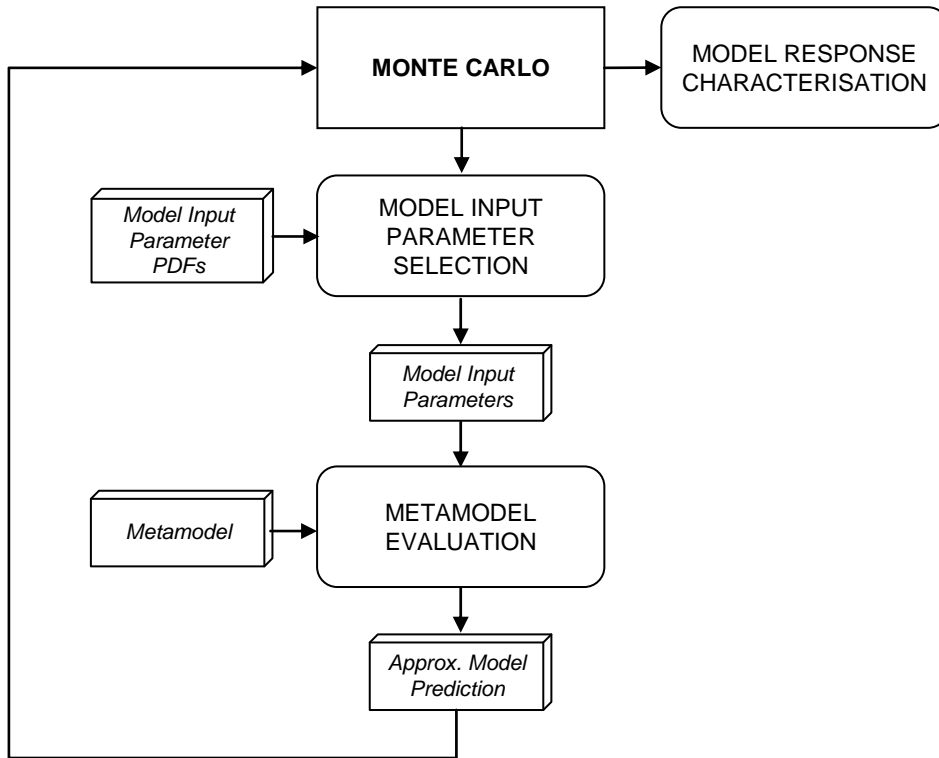 MONTE CARLO
MODEL RESPONSE
CHARACTERISATION
Model Input
Parameter
PDFs
MODEL INPUT
PARAMETER
SELECTION
Model Input
Parameters
Metamodel
METAMODEL
EVALUATION
Approx. Model
Prediction